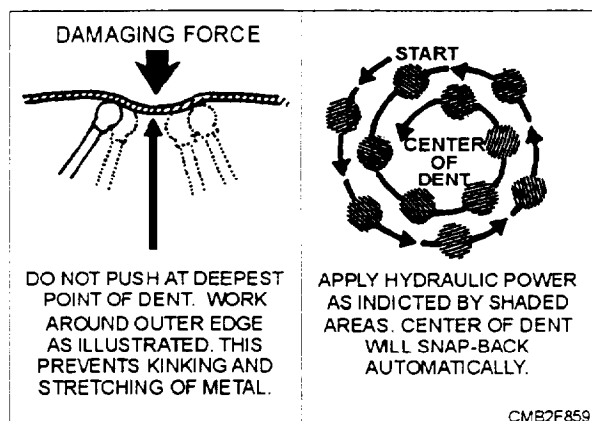 DAMAGING FORCE
DO NOT PUSH AT DEEPEST
POINT OF DENT. WORK
AROUND OUTER EDGE
AS ILLUSTRATED. THIS
PREVENTS KINKING AND
STRETCHING OF METAL.
START
CENTER
OF
DENT
APPLY HYDRAULIC POWER
AS INDICTED BY SHADED
AREAS. CENTER OF DENT
WILL SNAP-BACK
AUTOMATICALLY.
CMB2F859